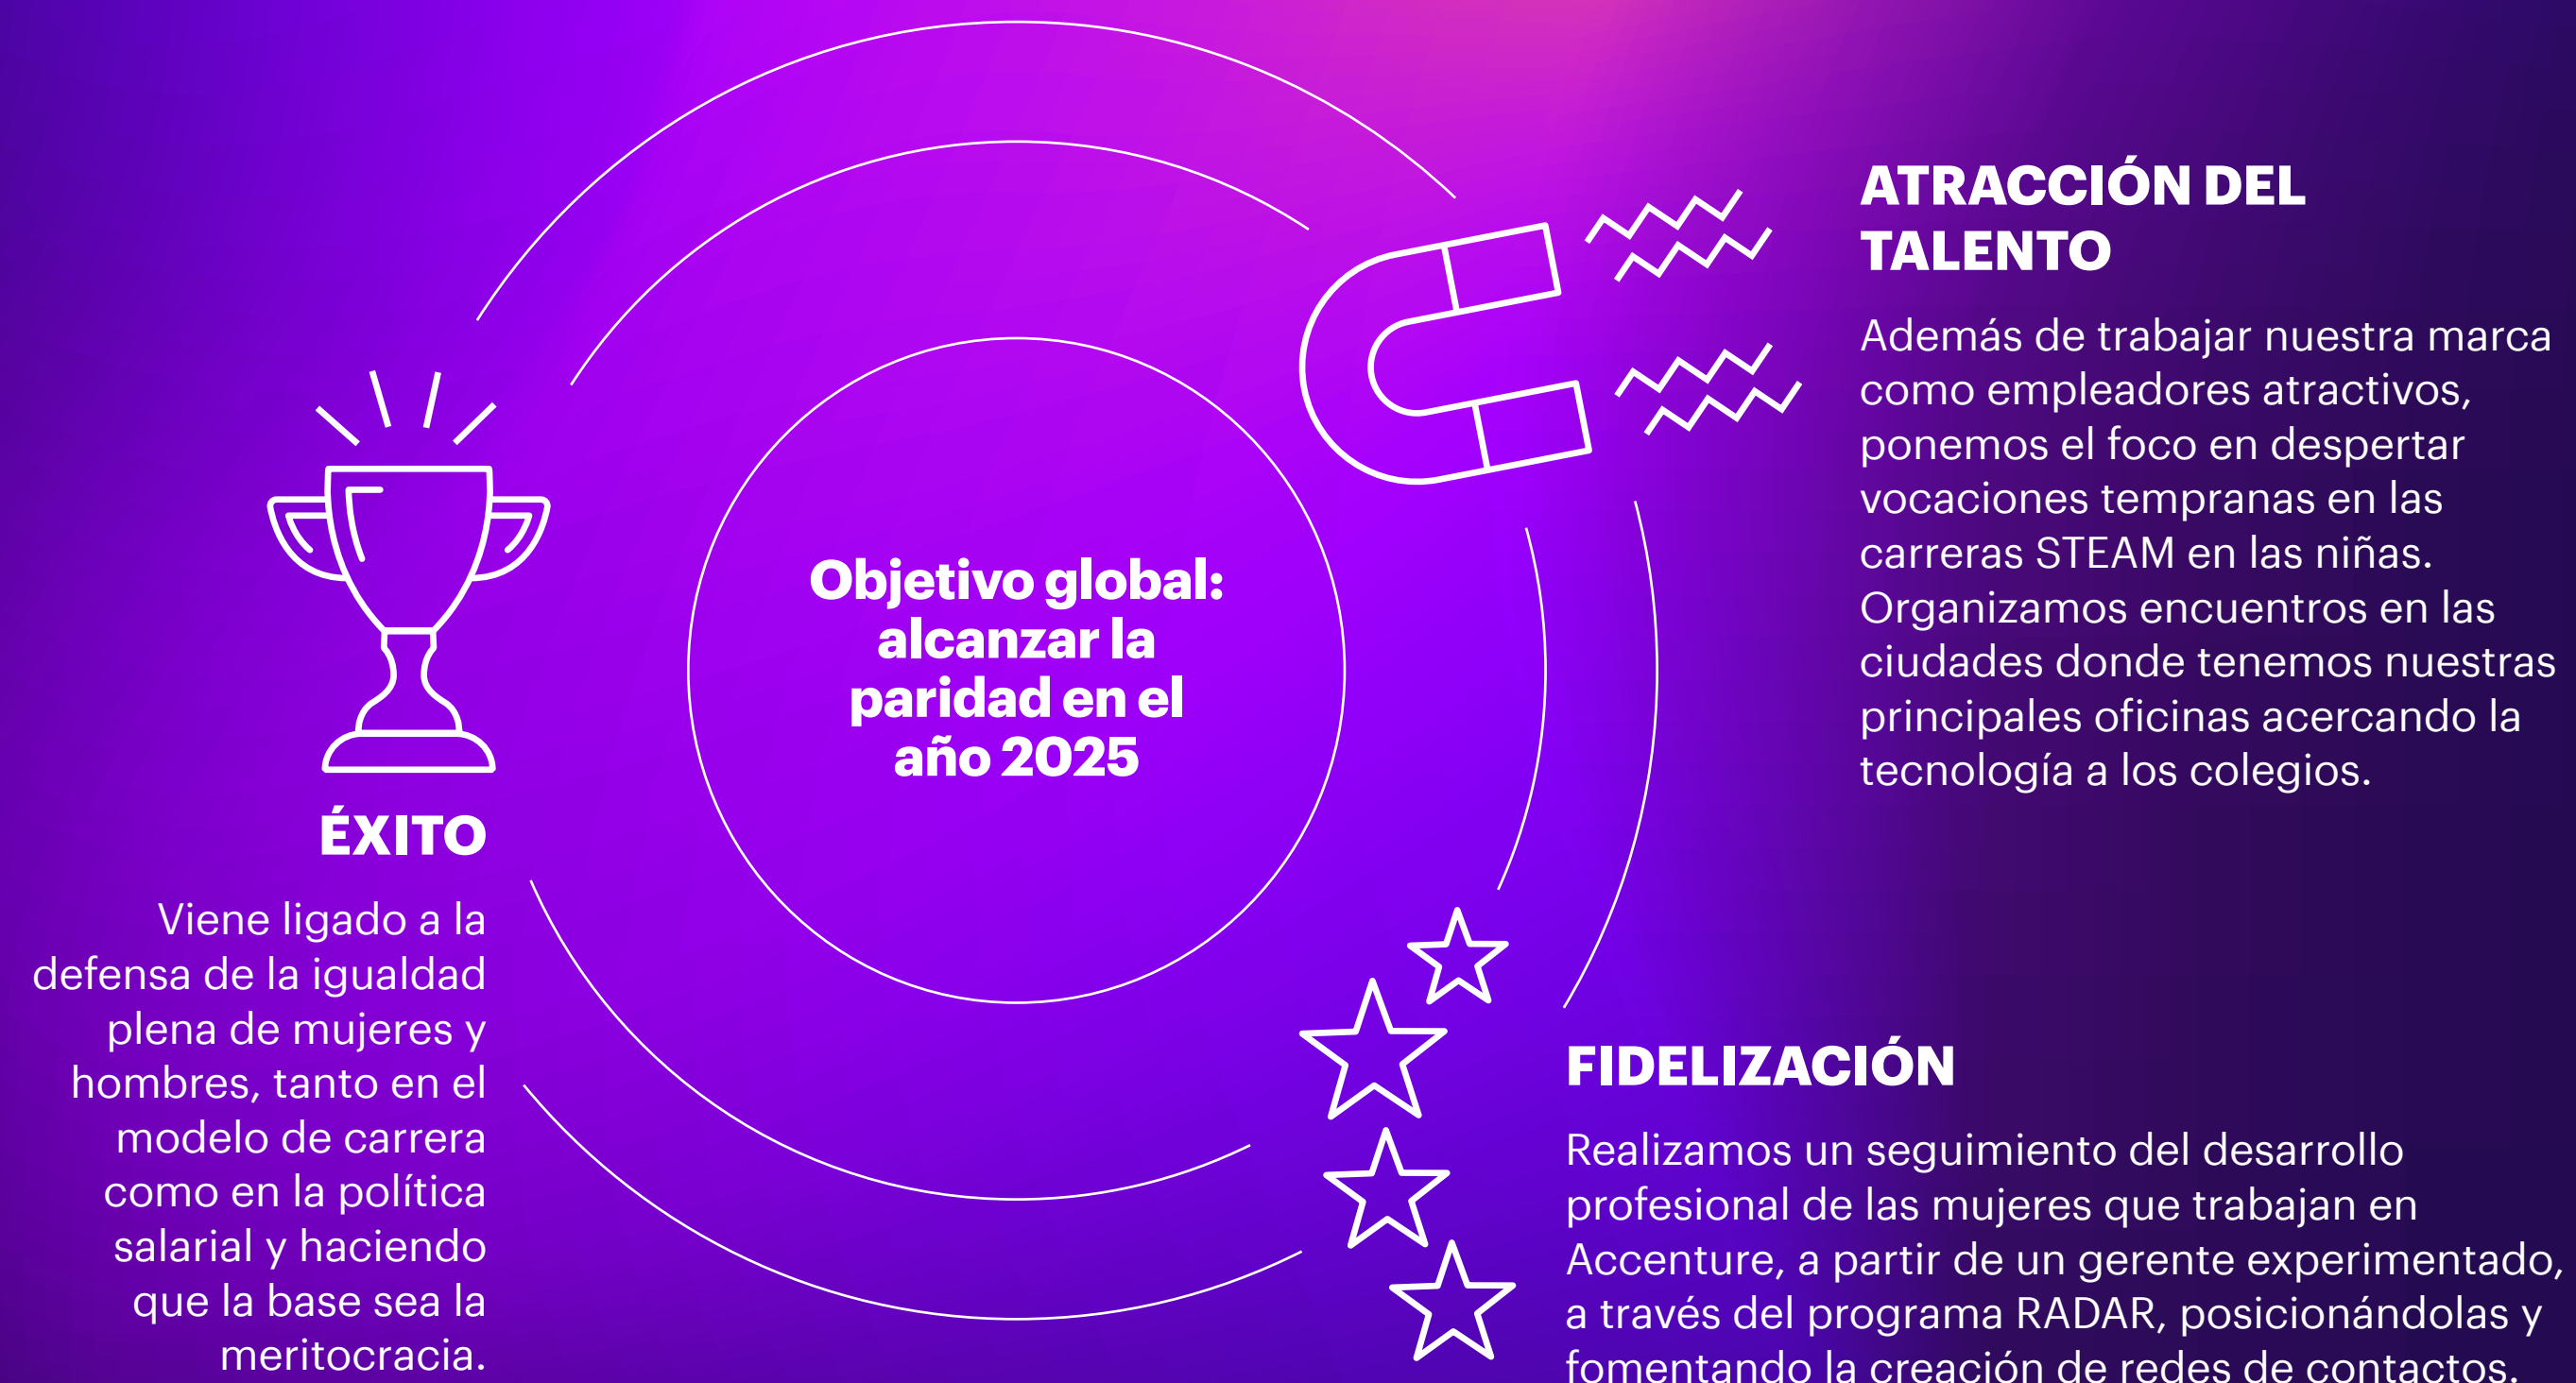 Objetivo global:
alcanzar la
paridad en el
año 2025
ATRACCIÓN DEL
TALENTO
Además de trabajar nuestra marca
como empleadores atractivos,
ponemos el foco en despertar
vocaciones tempranas en las
carreras STEAM en las niñas.
Organizamos encuentros en las
ciudades donde tenemos nuestras
principales oficinas acercando la
tecnología a los colegios.
FIDELIZACIÓN
Realizamos un seguimiento del desarrollo
profesional de las mujeres que trabajan en
Accenture, a partir de un gerente experimentado,
a través del programa RADAR, posicionándolas y
fomentando la creación de redes de contactos.
ÉXITO
Viene ligado a la
defensa de la igualdad
plena de mujeres y
hombres, tanto en el
modelo de carrera
como en la política
salarial y haciendo
que la base sea la
meritocracia.